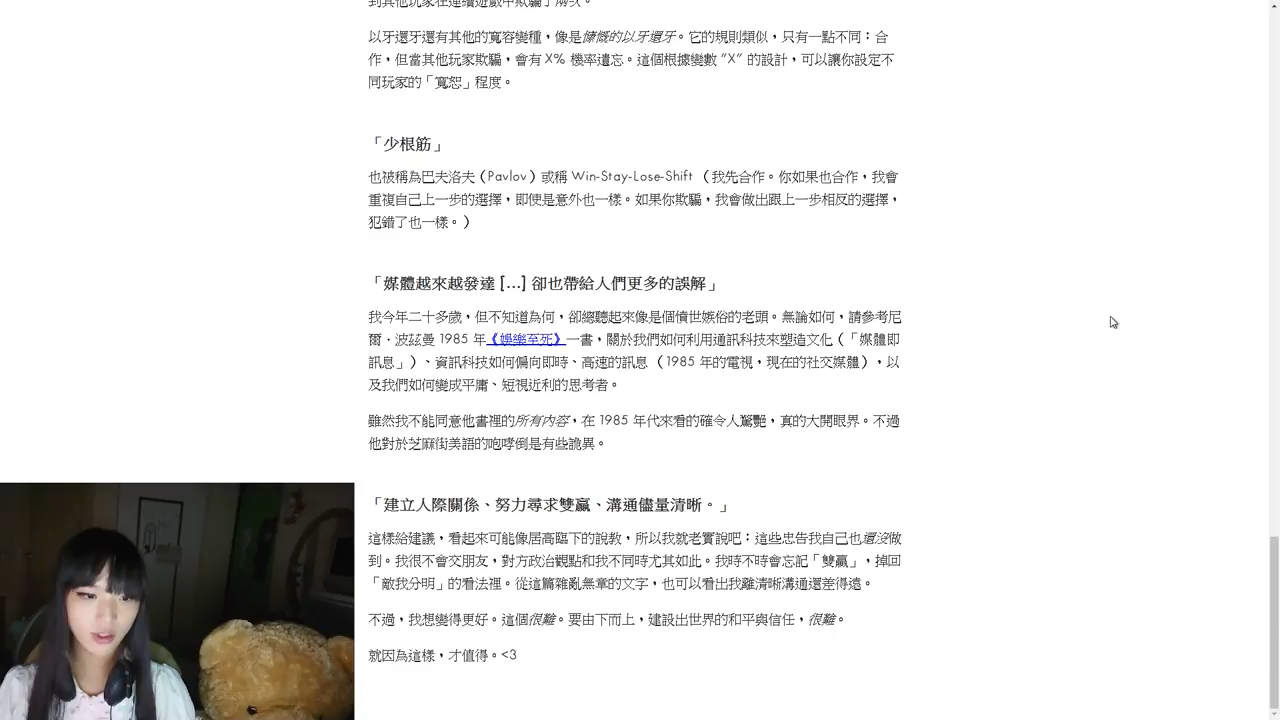 到其他玩家在連續遊戲中欺騙了兩次。
以牙還牙還有其他的寬容變種，像是慷慨的以牙還牙。它的規則類似，只有一點不同：合
作，但當其他玩家欺騙，會有 X% 機率遺忘。這個根據變數 "X" 的設計，可以讓你設定不
同玩家的「寬恕」程度。
「少根筋」
也被稱為巴夫洛夫（Pavlov）或稱 Win-Stay-Lose-Shift （我先合作。你如果也合作，我會
重複自己上一步的選擇，即使是意外也一樣。如果你欺騙，我會做出跟上一步相反的選擇，
犯錯了也一樣。）
「媒體越來越發達 [...] 卻也帶給人們更多的誤解」
我今年二十多歲，但不知道為何，卻總聽起來像是個憤世嫉俗的老頭。無論如何，請參考尼
爾．波茲曼 1985 年《娛樂至死》一書，關於我們如何利用通訊科技來塑造文化（「媒體即
訊息」）、資訊科技如何偏向即時、高速的訊息 （1985 年的電視，現在的社交媒體），以
及我們如何變成平庸、短視近利的思考者。
雖然我不能同意他書裡的所有內容，在 1985 年代來看的確令人驚艷，真的大開眼界。不過
他對於芝麻街美語的咆哮倒是有些詭異。
「建立人際關係、努力尋求雙贏、溝通儘量清晰。」
這樣給建議，看起來可能像居高臨下的說教，所以我就老實說吧：這些忠告我自己也還沒做
到。我很不會交朋友，對方政治觀點和我不同時尤其如此。我時不時會忘記「雙贏」，掉回
「敵我分明」的看法裡。從這篇雜亂無章的文字，也可以看出我離清晰溝通還差得遠。
不過，我想變得更好。這個很難。要由下而上，建設出世界的和平與信任，很難。
就因為這樣，才值得。<3